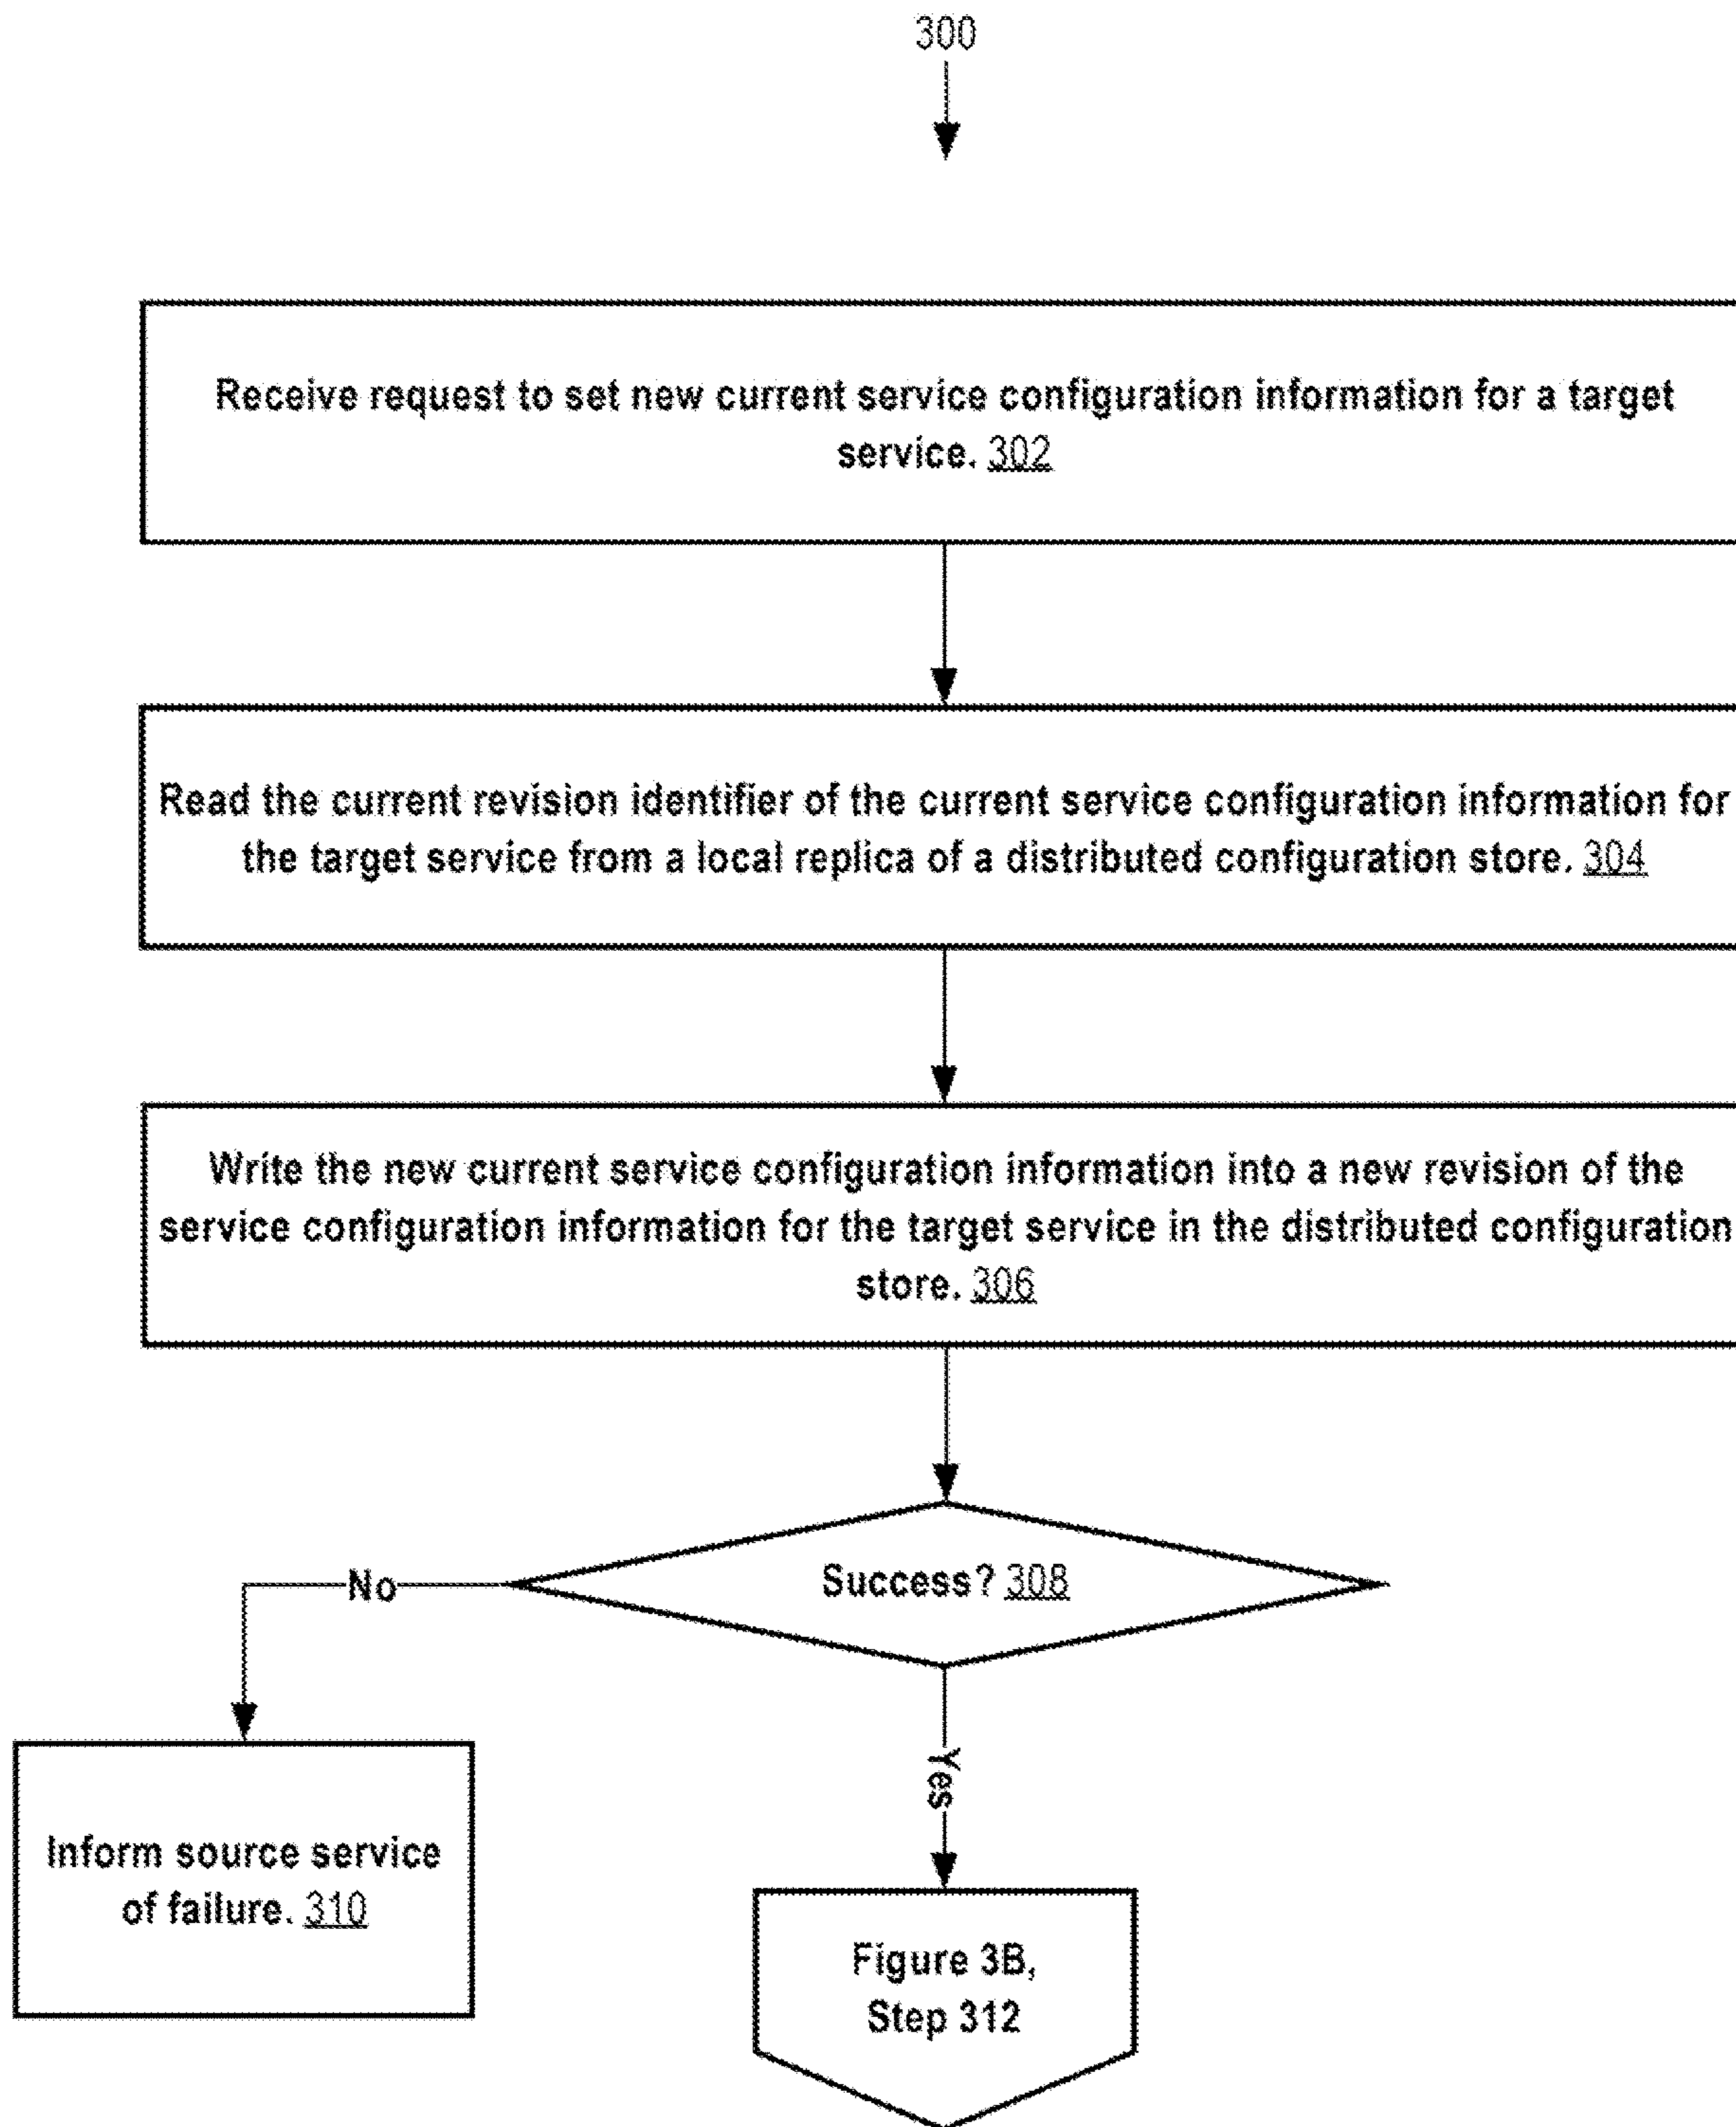 300
Receive request to set new current service configuration information for a target
service. 302
Read the current revision identifier of the current service configuration information for
the target service from a local replica of a distributed configuration store. 304
Write the new current service configuration information into a new revision of the
service configuration information for the target service in the distributed configuration
store. 306
Success? 308
No
Yes
Inform source service
of failure. 310
Figure 3B,
Step 312